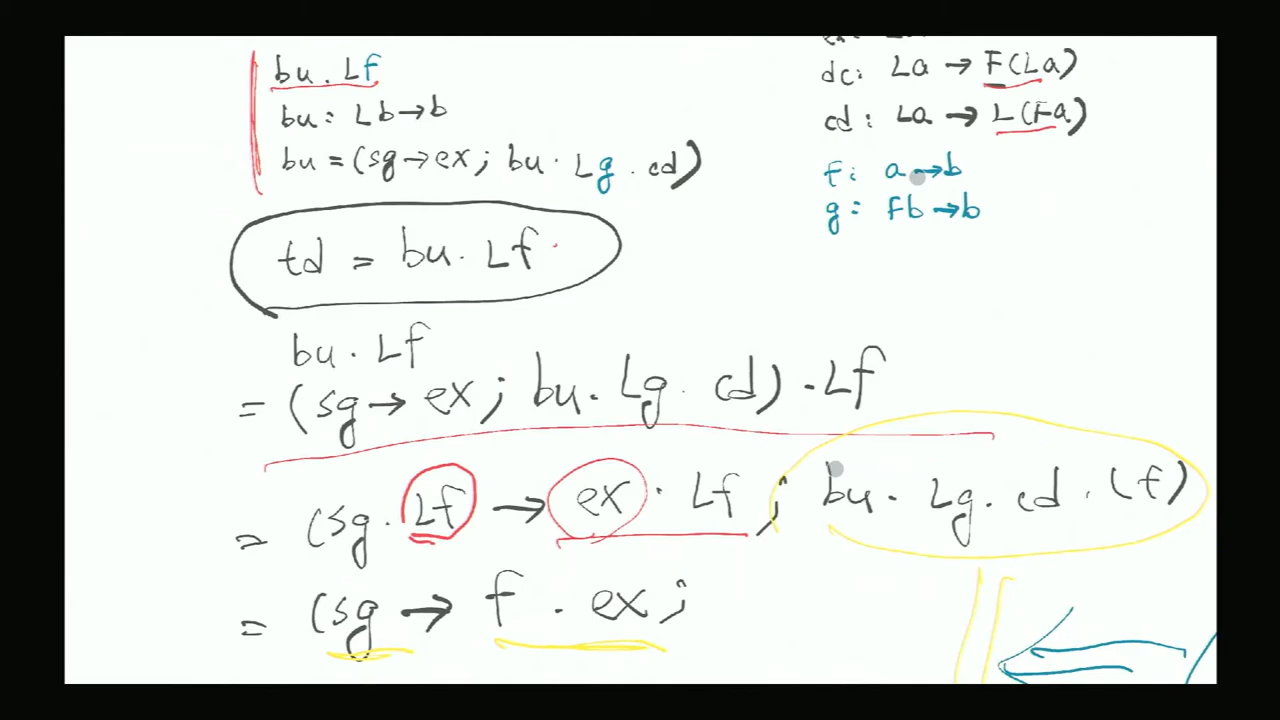 bu. Lf
bu: Lb→b
bu = (sg→ex; bu. Lg. cd)
dc: La → F(La)
cd: La → L(Fa)
f: a→b
g: Fb→b
td = bu. Lf
bu. Lf
= (sg→ ex; bu. Lg. cd) . Lf
= (sg. Lf → ex . Lf ; bu. Lg. cd . (f)
= (sg → f . ex ;